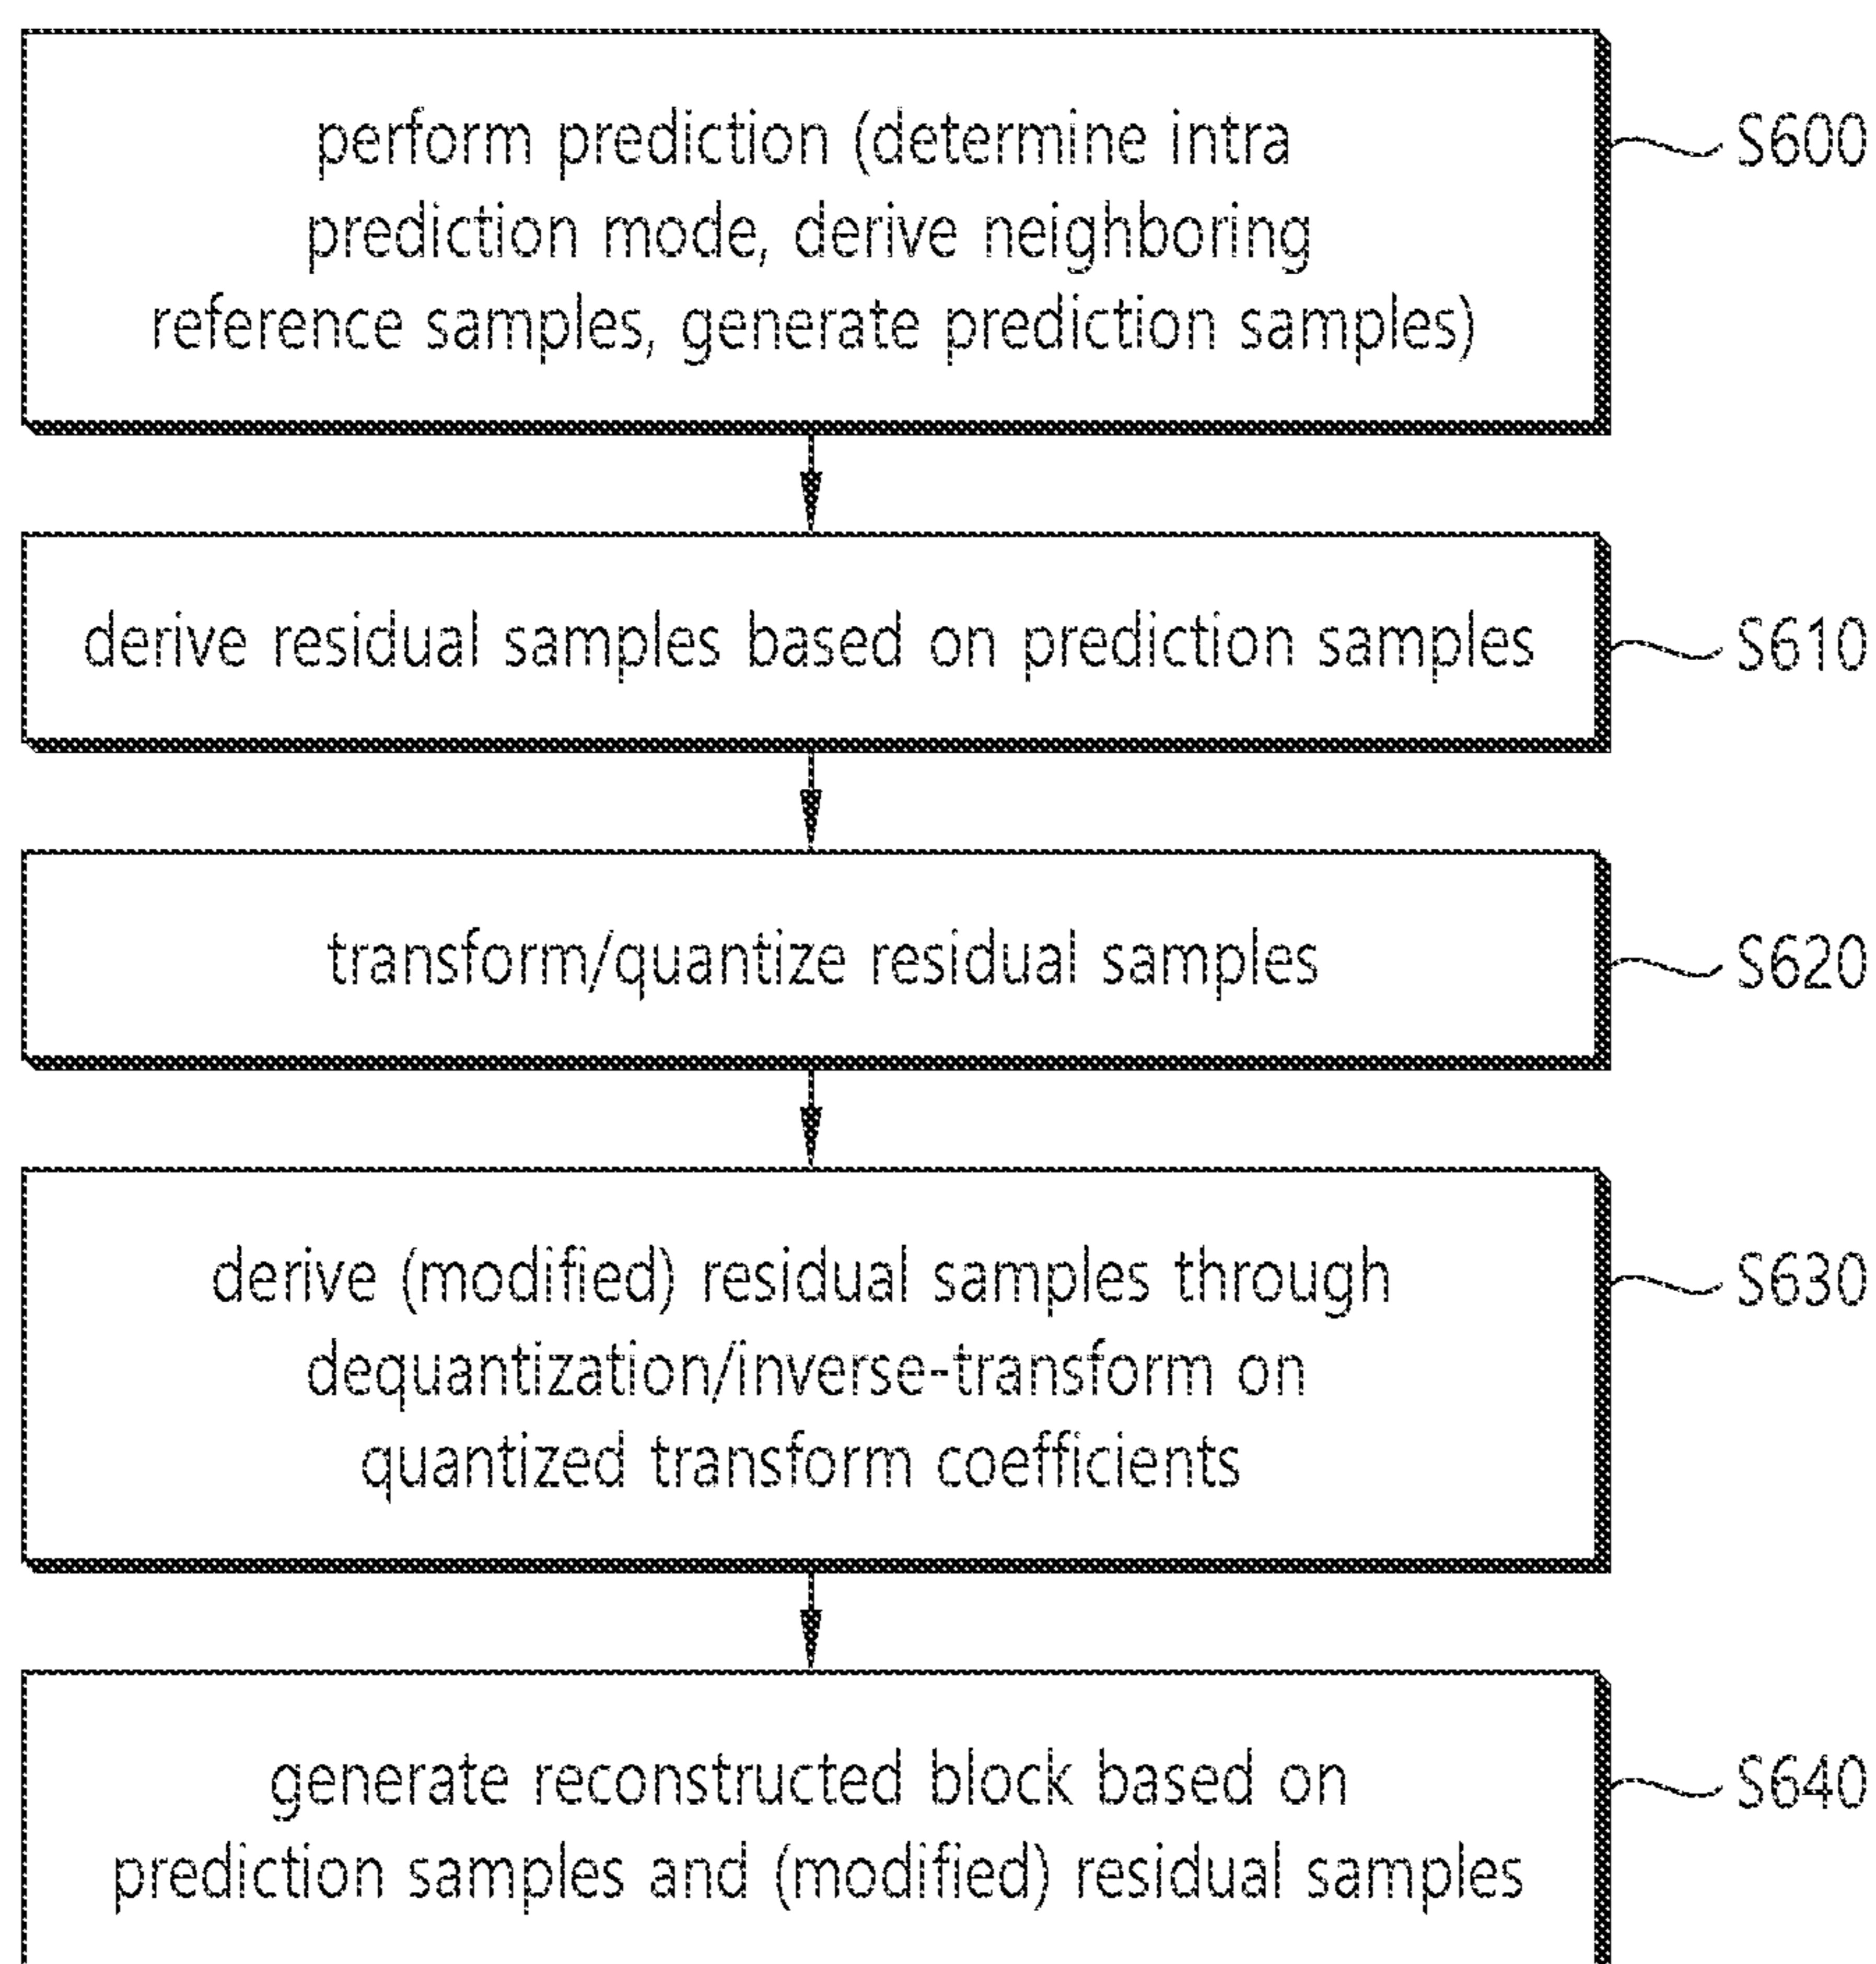 perform prediction (determine intra
prediction mode, derive neighboring
reference samples, generate prediction samples)
S600
derive residual samples based on prediction samples
S610
transform/quantize residual samples
S620
derive (modified) residual samples through
dequantization/inverse-transform on
quantized transform coefficients
S630
generate reconstructed block based on
prediction samples and (modified) residual samples
S640